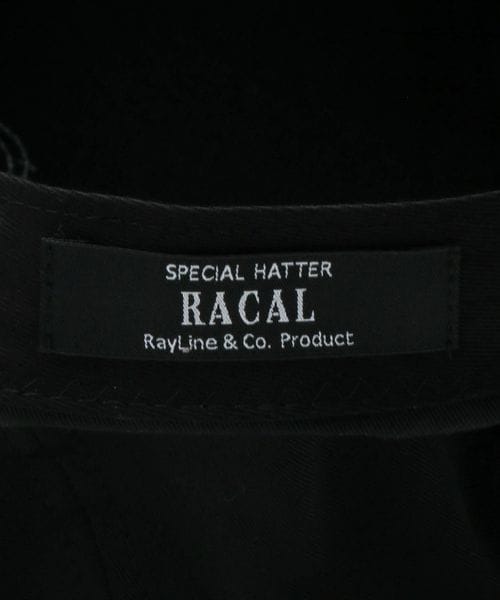 SPECIAL HATTER
RACAL
RayLine & Co. Product